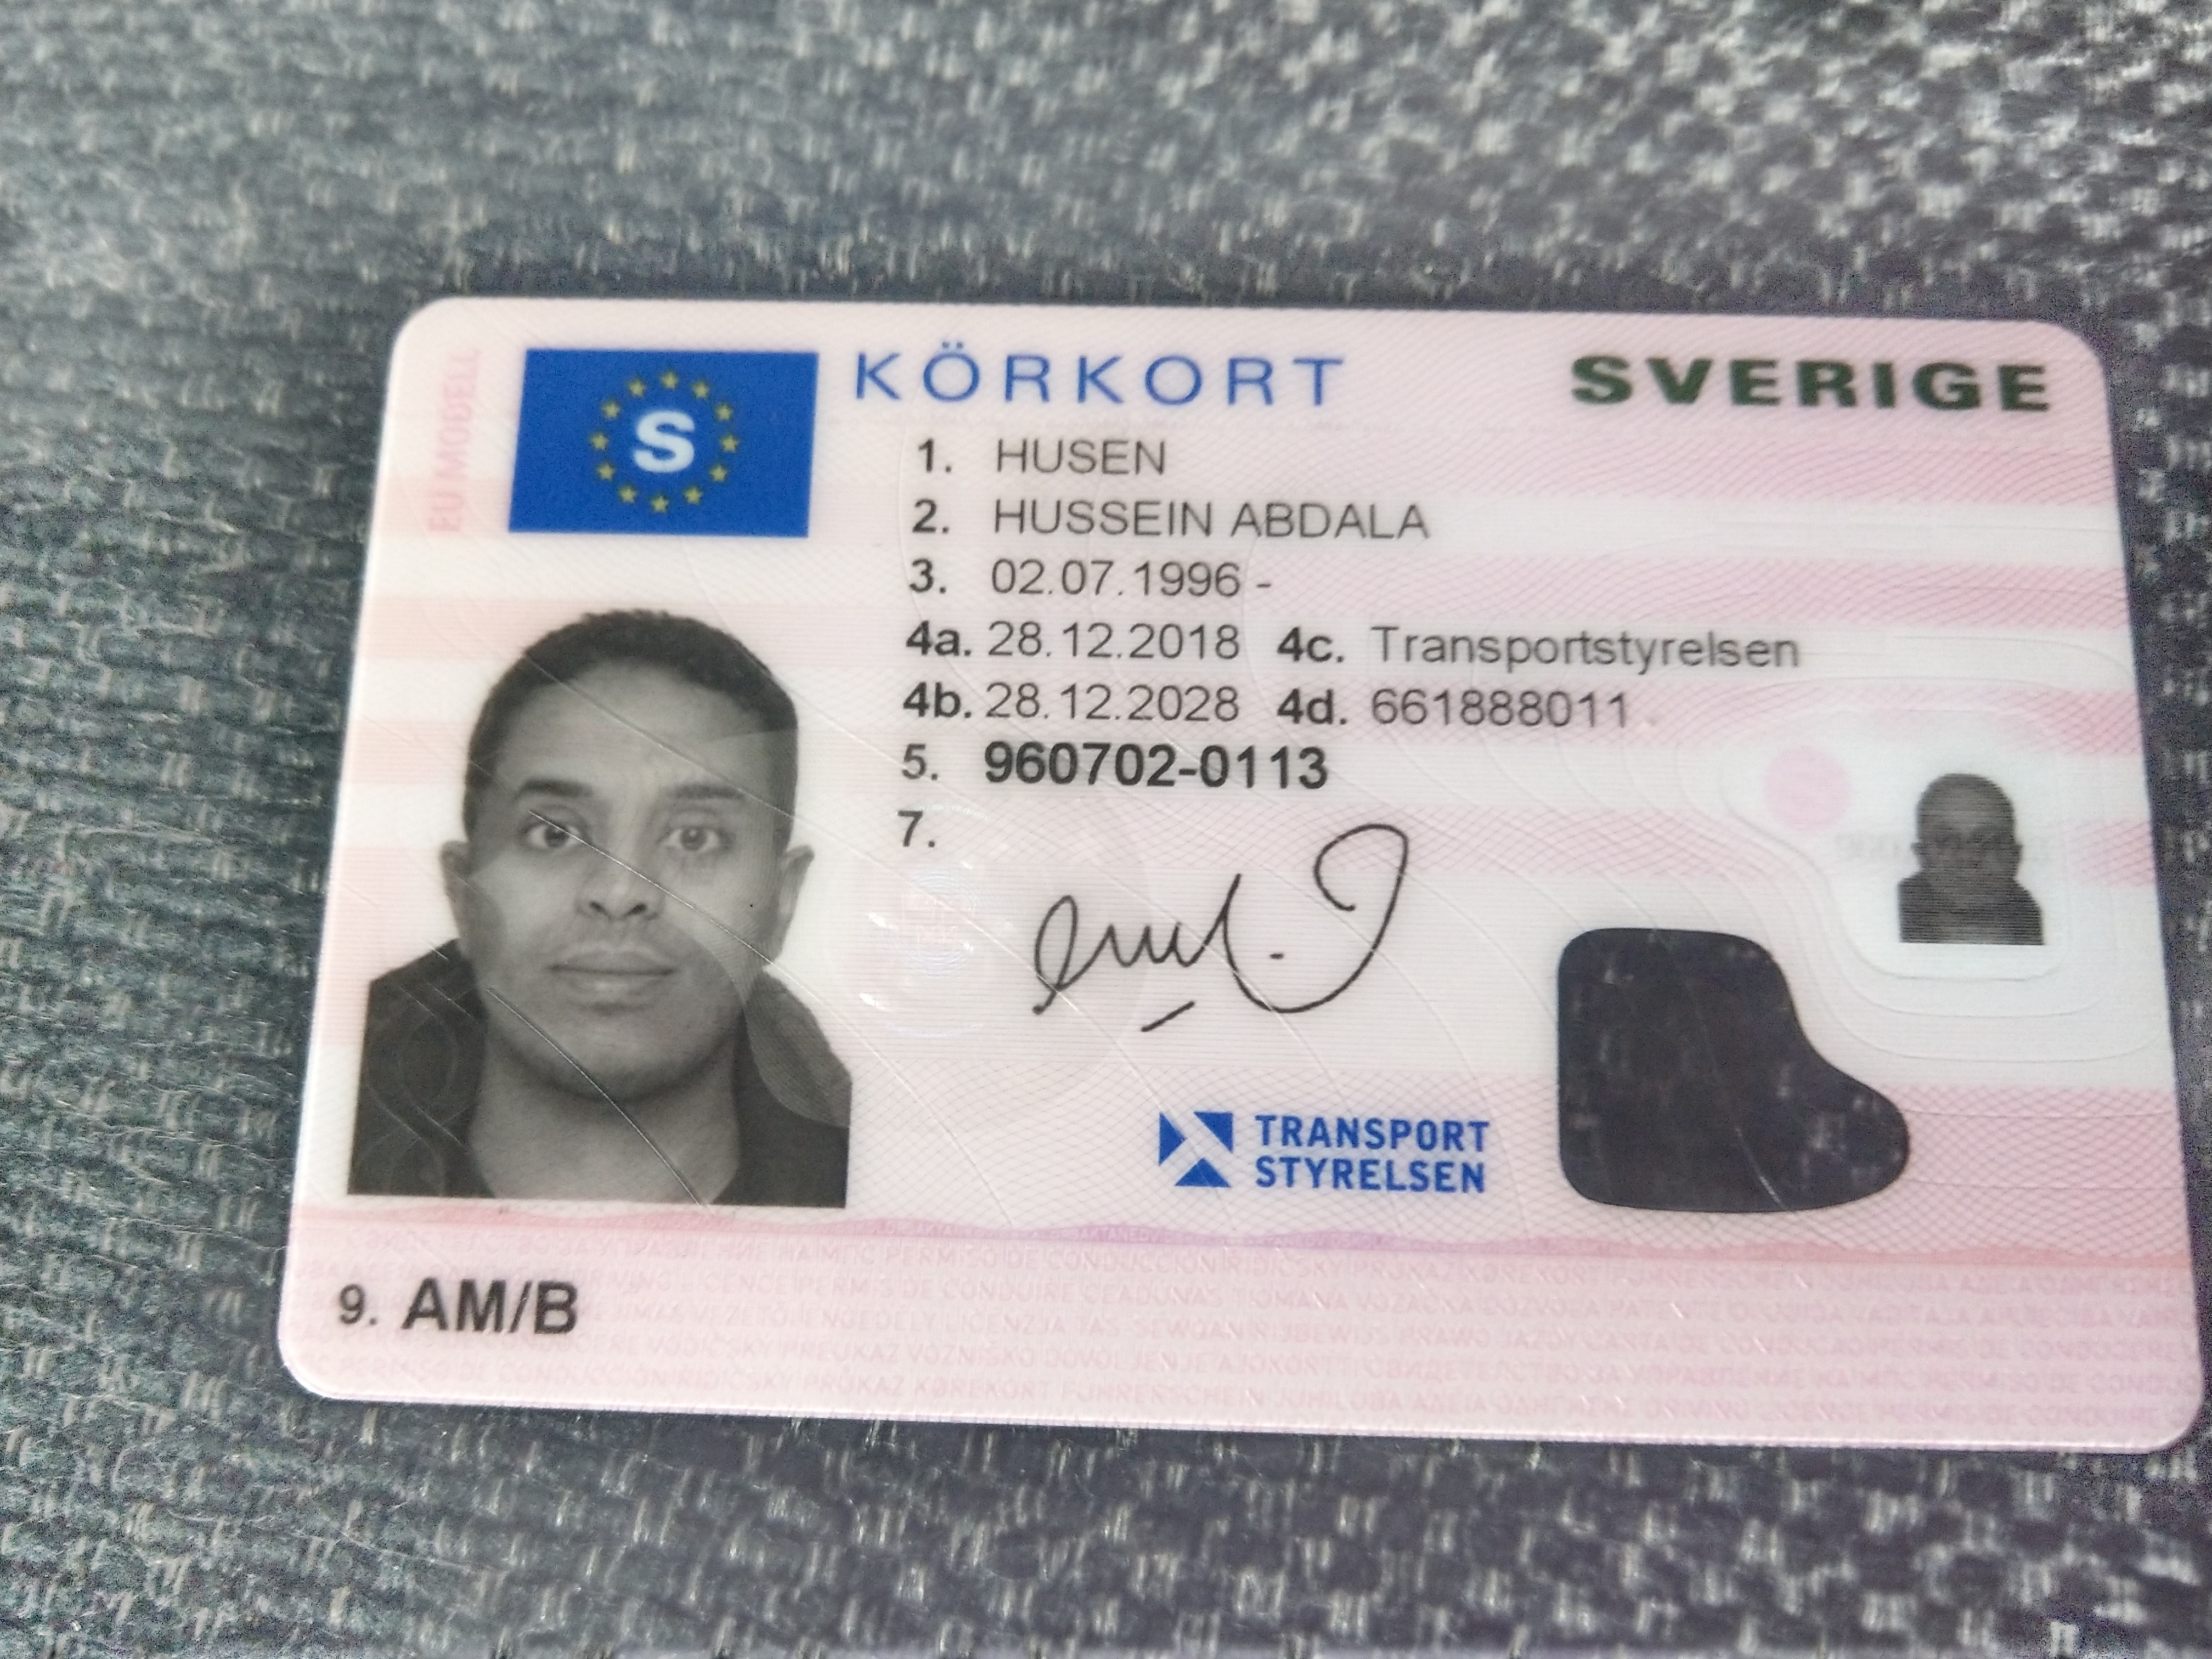 EU MODELL
S
KÖRKORT SVERIGE
1. HUSEN
2. HUSSEIN ABDALA
3. 02.07.1996 -
4a. 28.12.2018 4c. Transportstyrelsen
4b. 28.12.2028 4d. 661888011
5. 960702-0113
7.
TRANSPORT
STYRELSEN
9. AM/B